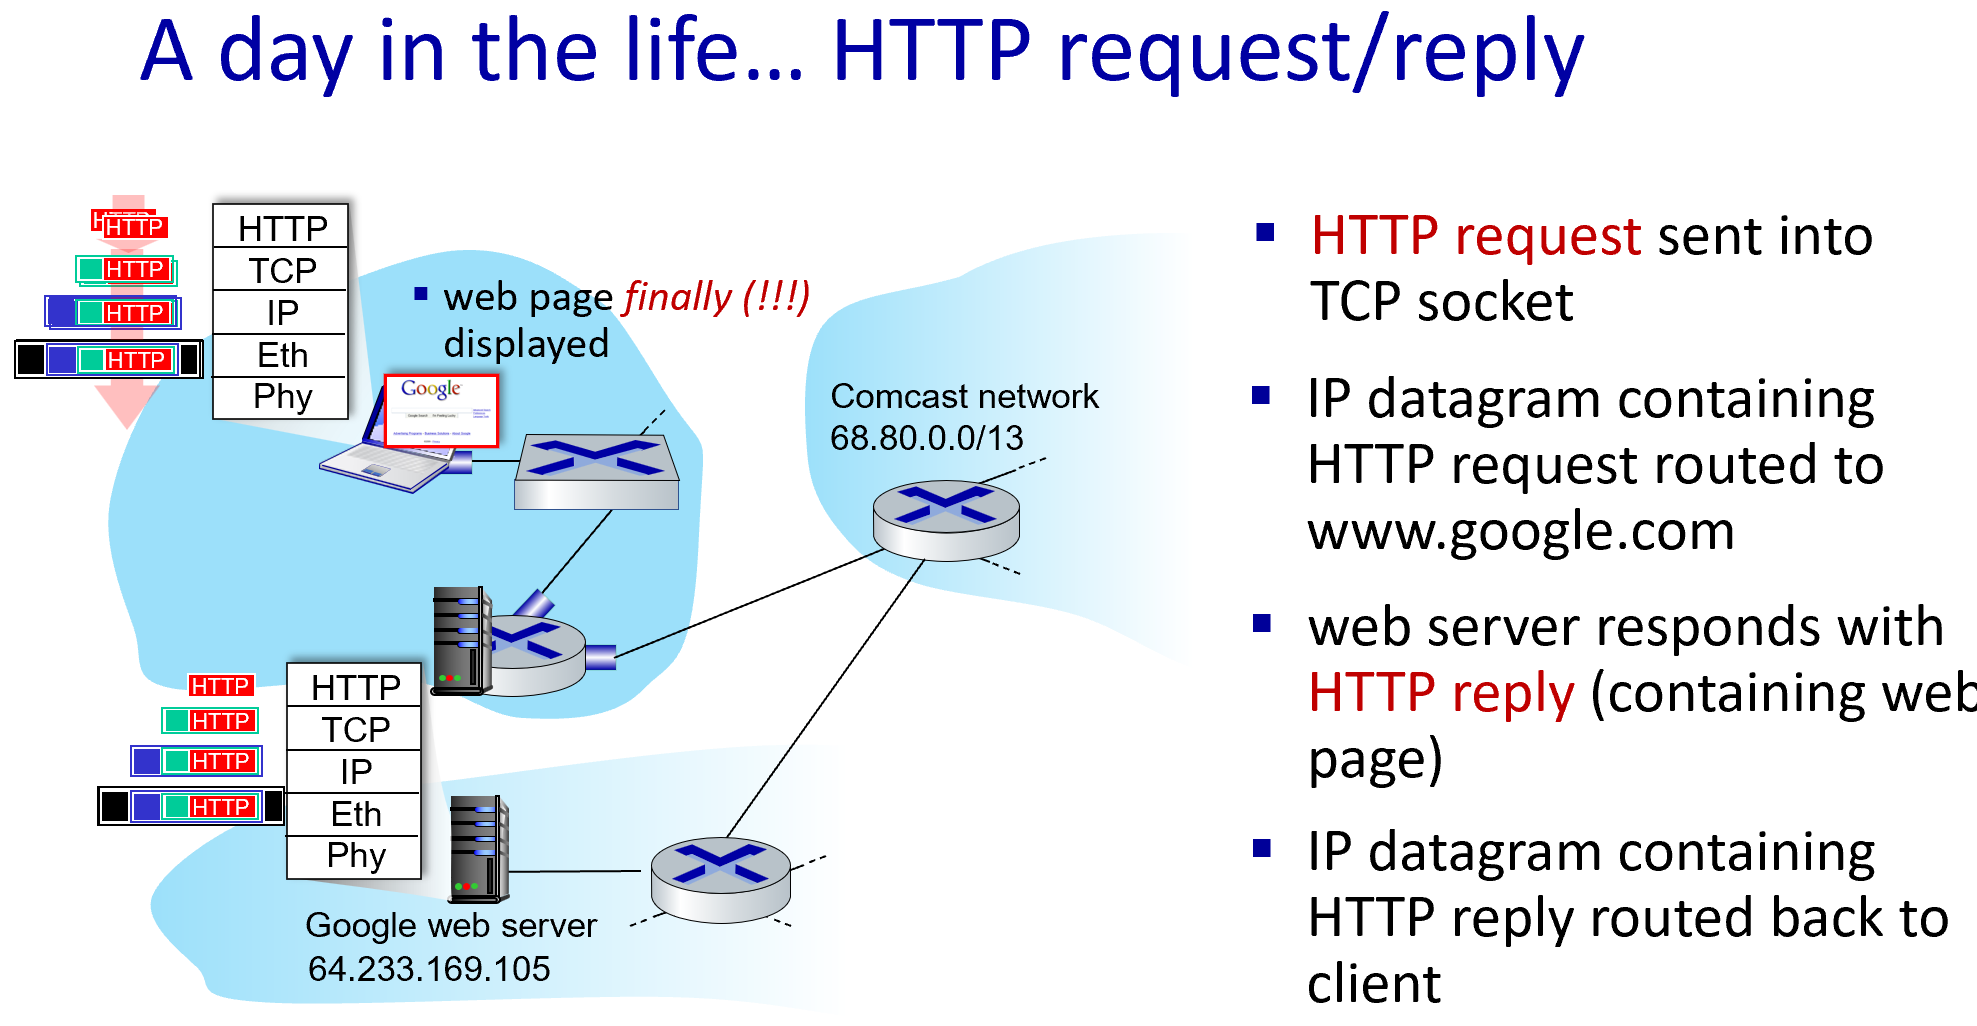 A day in the life… HTTP request/reply
HTTP
HTTP
HTTP
HTTP
HTTP
HTTP
TCP
IP
Eth
Phy
▪ web page finally (!!!)
displayed
Google
Comcast network
68.80.0.0/13
HTTP
HTTP
HTTP
HTTP
HTTP
TCP
IP
Eth
Phy
Google web server
64.233.169.105
▪ HTTP request sent into
TCP socket
▪ IP datagram containing
HTTP request routed to
www.google.com
▪ web server responds with
HTTP reply (containing web
page)
▪ IP datagram containing
HTTP reply routed back to
client